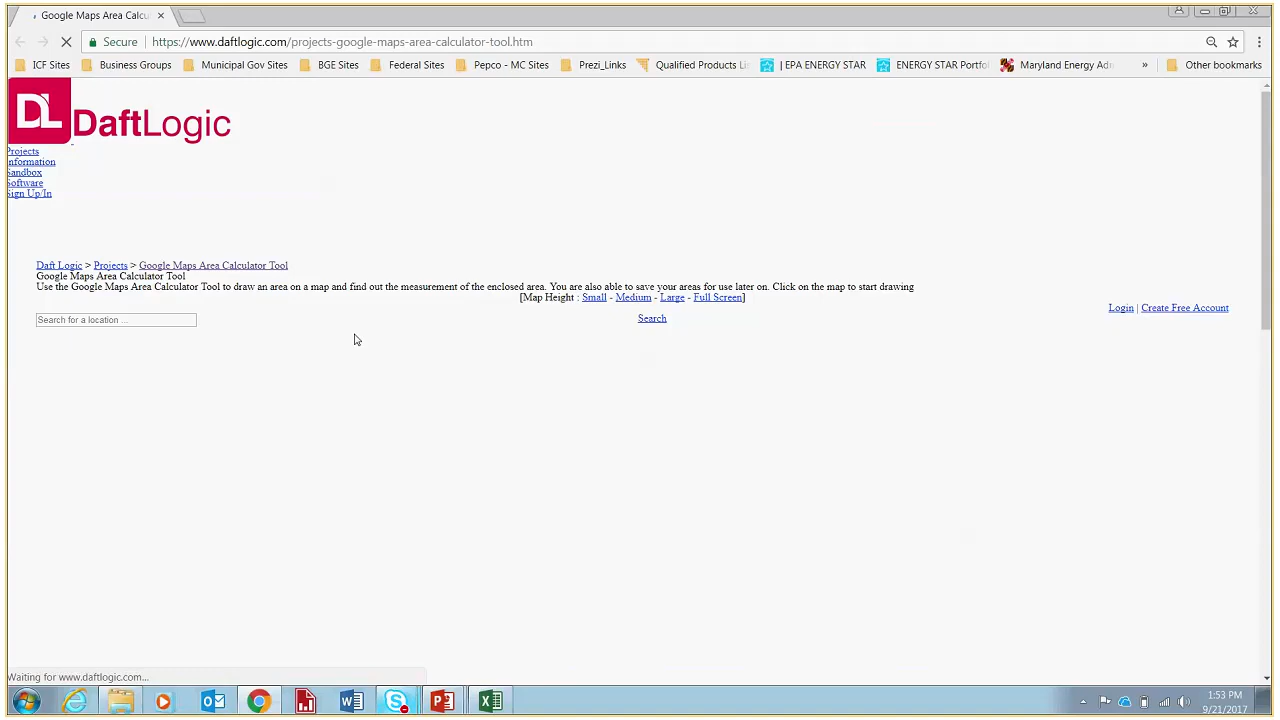 Google Maps Area Calcu
Secure
https://www.daftlogic.com/projects-google-maps-area-calculator-tool.htm
ICF Sites
Business Groups
Municipal Gov Sites
BGE Sites
Federal Sites
Pepco - MC Sites
Prezi_Links
Qualified Products Li
| EPA ENERGY STAR
ENERGY STAR Portfol
Maryland Energy Adm
»
Other bookmarks
DL DaftLogic
Projects
Information
Sandbox
Software
Sign Up/In
Daft Logic > Projects > Google Maps Area Calculator Tool
Google Maps Area Calculator Tool
Use the Google Maps Area Calculator Tool to draw an area on a map and find out the measurement of the enclosed area. You are also able to save your areas for use later on. Click on the map to start drawing
[Map Height : Small - Medium - Large - Full Screen]
Login | Create Free Account
Search for a location ...
Search
Waiting for www.daftlogic.com...
1:53 PM
9/21/2017